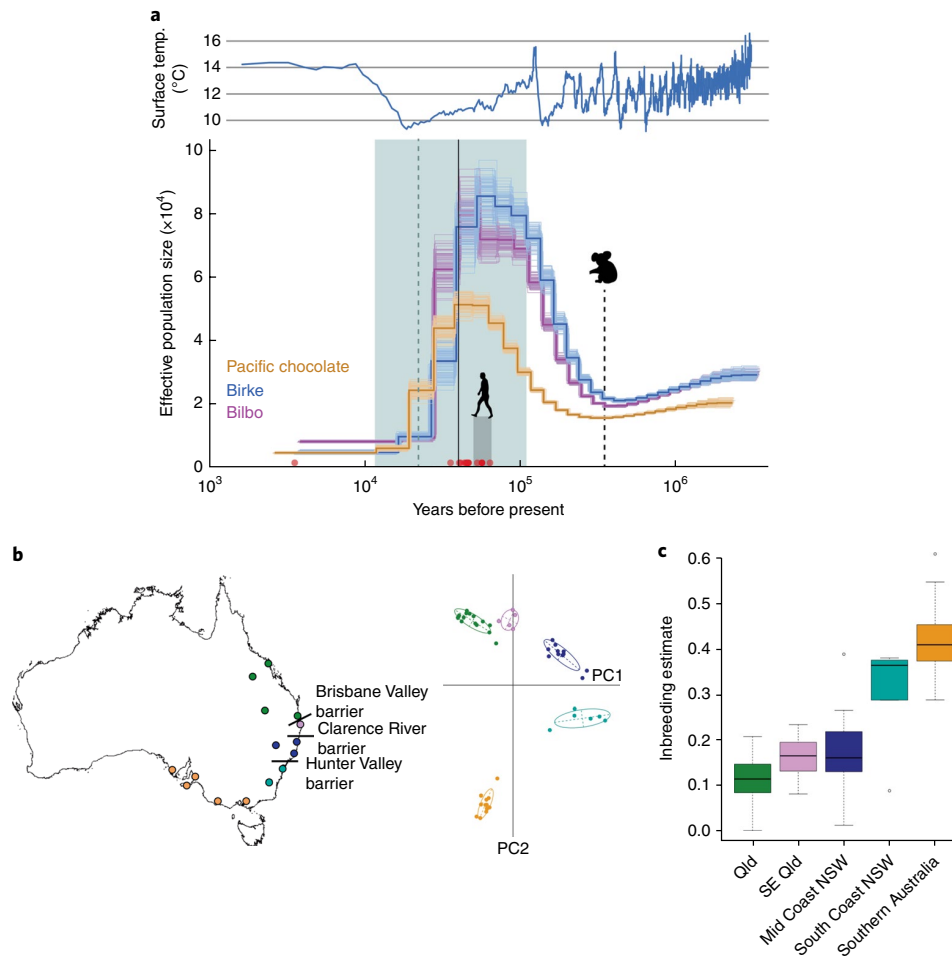 a
Surface temp.
(°C)
16
14
12
10
Effective population size (×10⁴)
10
8
6
4
2
0
Pacific chocolate
Birke
Bilbo
10³
10⁴
10⁵
10⁶
Years before present
b
Brisbane Valley
barrier
Clarence River
barrier
Hunter Valley
barrier
PC1
PC2
c
Inbreeding estimate
0.6
0.5
0.4
0.3
0.2
0.1
0.0
Qld
SE Qld
Mid Coast NSW
South Coast NSW
Southern Australia